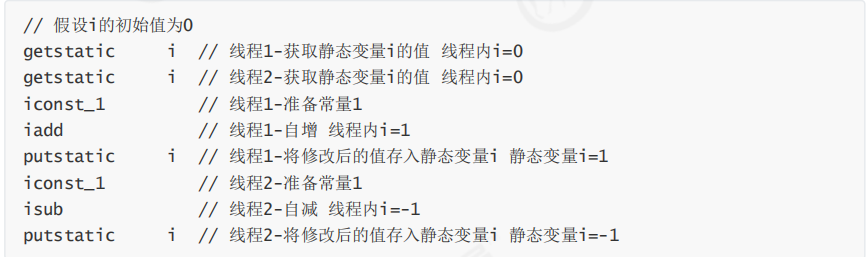 // 假设i的初始值为0
getstatic i // 线程1-获取静态变量i的值 线程内i=0
getstatic i // 线程2-获取静态变量i的值 线程内i=0
iconst_1 // 线程1-准备常量1
iadd // 线程1-自增 线程内i=1
putstatic i // 线程1-将修改后的值存入静态变量i 静态变量i=1
iconst_1 // 线程2-准备常量1
isub // 线程2-自减 线程内i=-1
putstatic i // 线程2-将修改后的值存入静态变量i 静态变量i=-1